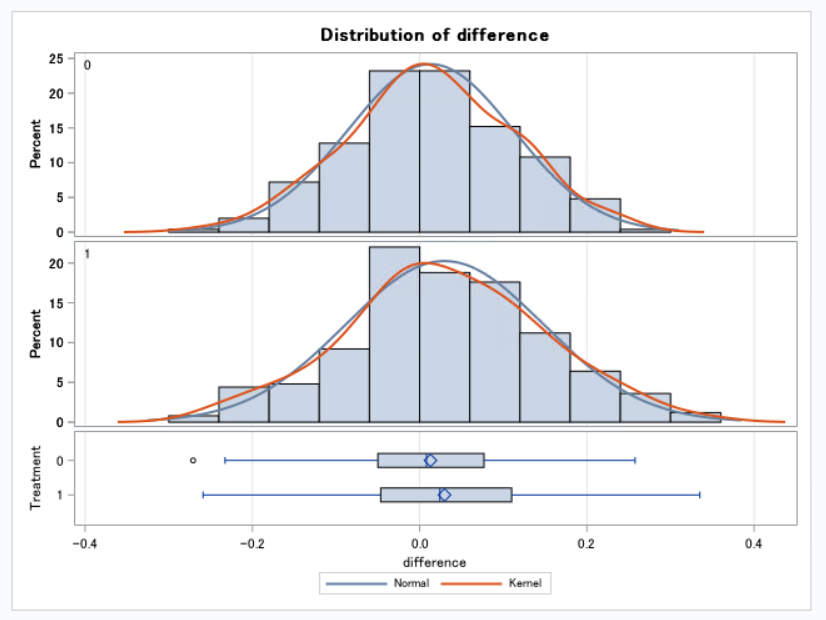 Distribution of difference
0
25
20
15
10
5
0
Percent
1
20
15
10
5
0
Percent
0
1
Treatment
−0.4 −0.2 0.0 0.2 0.4
difference
Normal Kernel